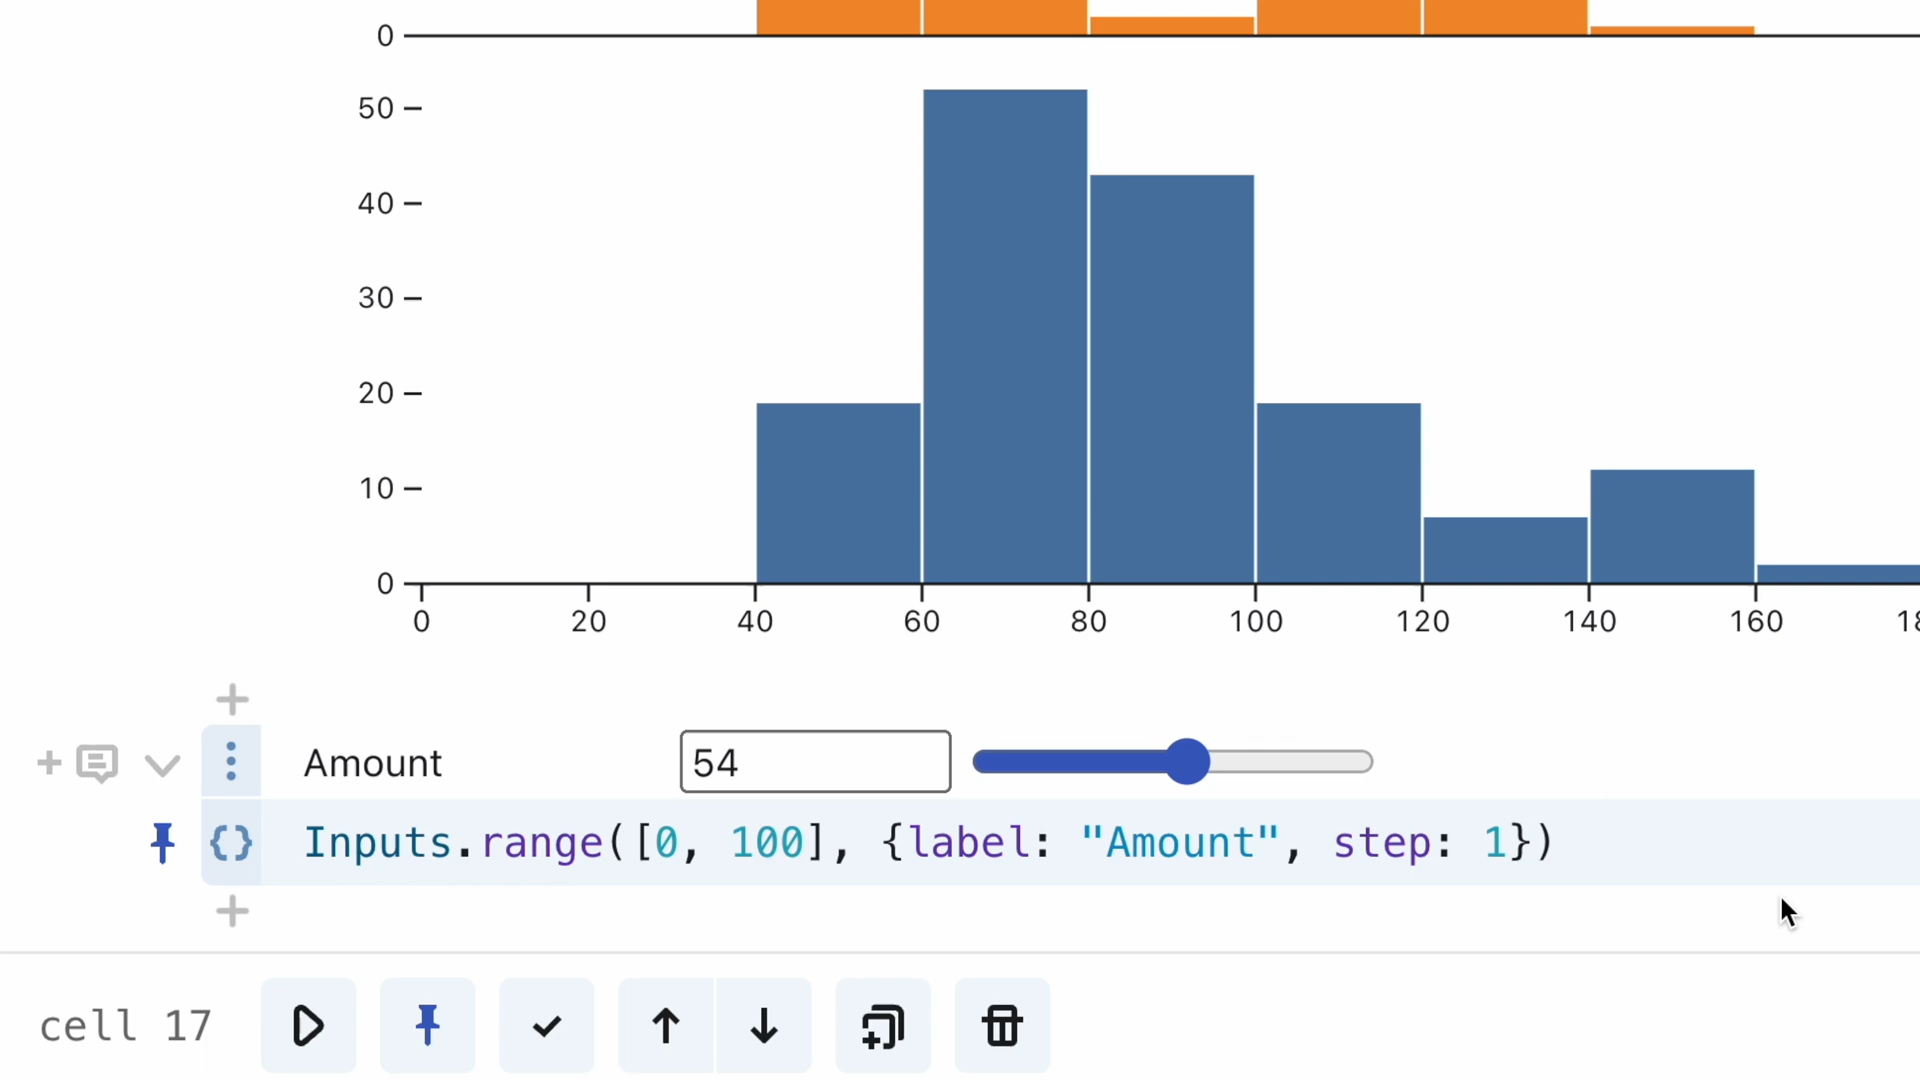 0
50
40
30
20
10
0
0 20 40 60 80 100 120 140 160
Amount 54
Inputs.range([0, 100], {label: "Amount", step: 1})
cell 17